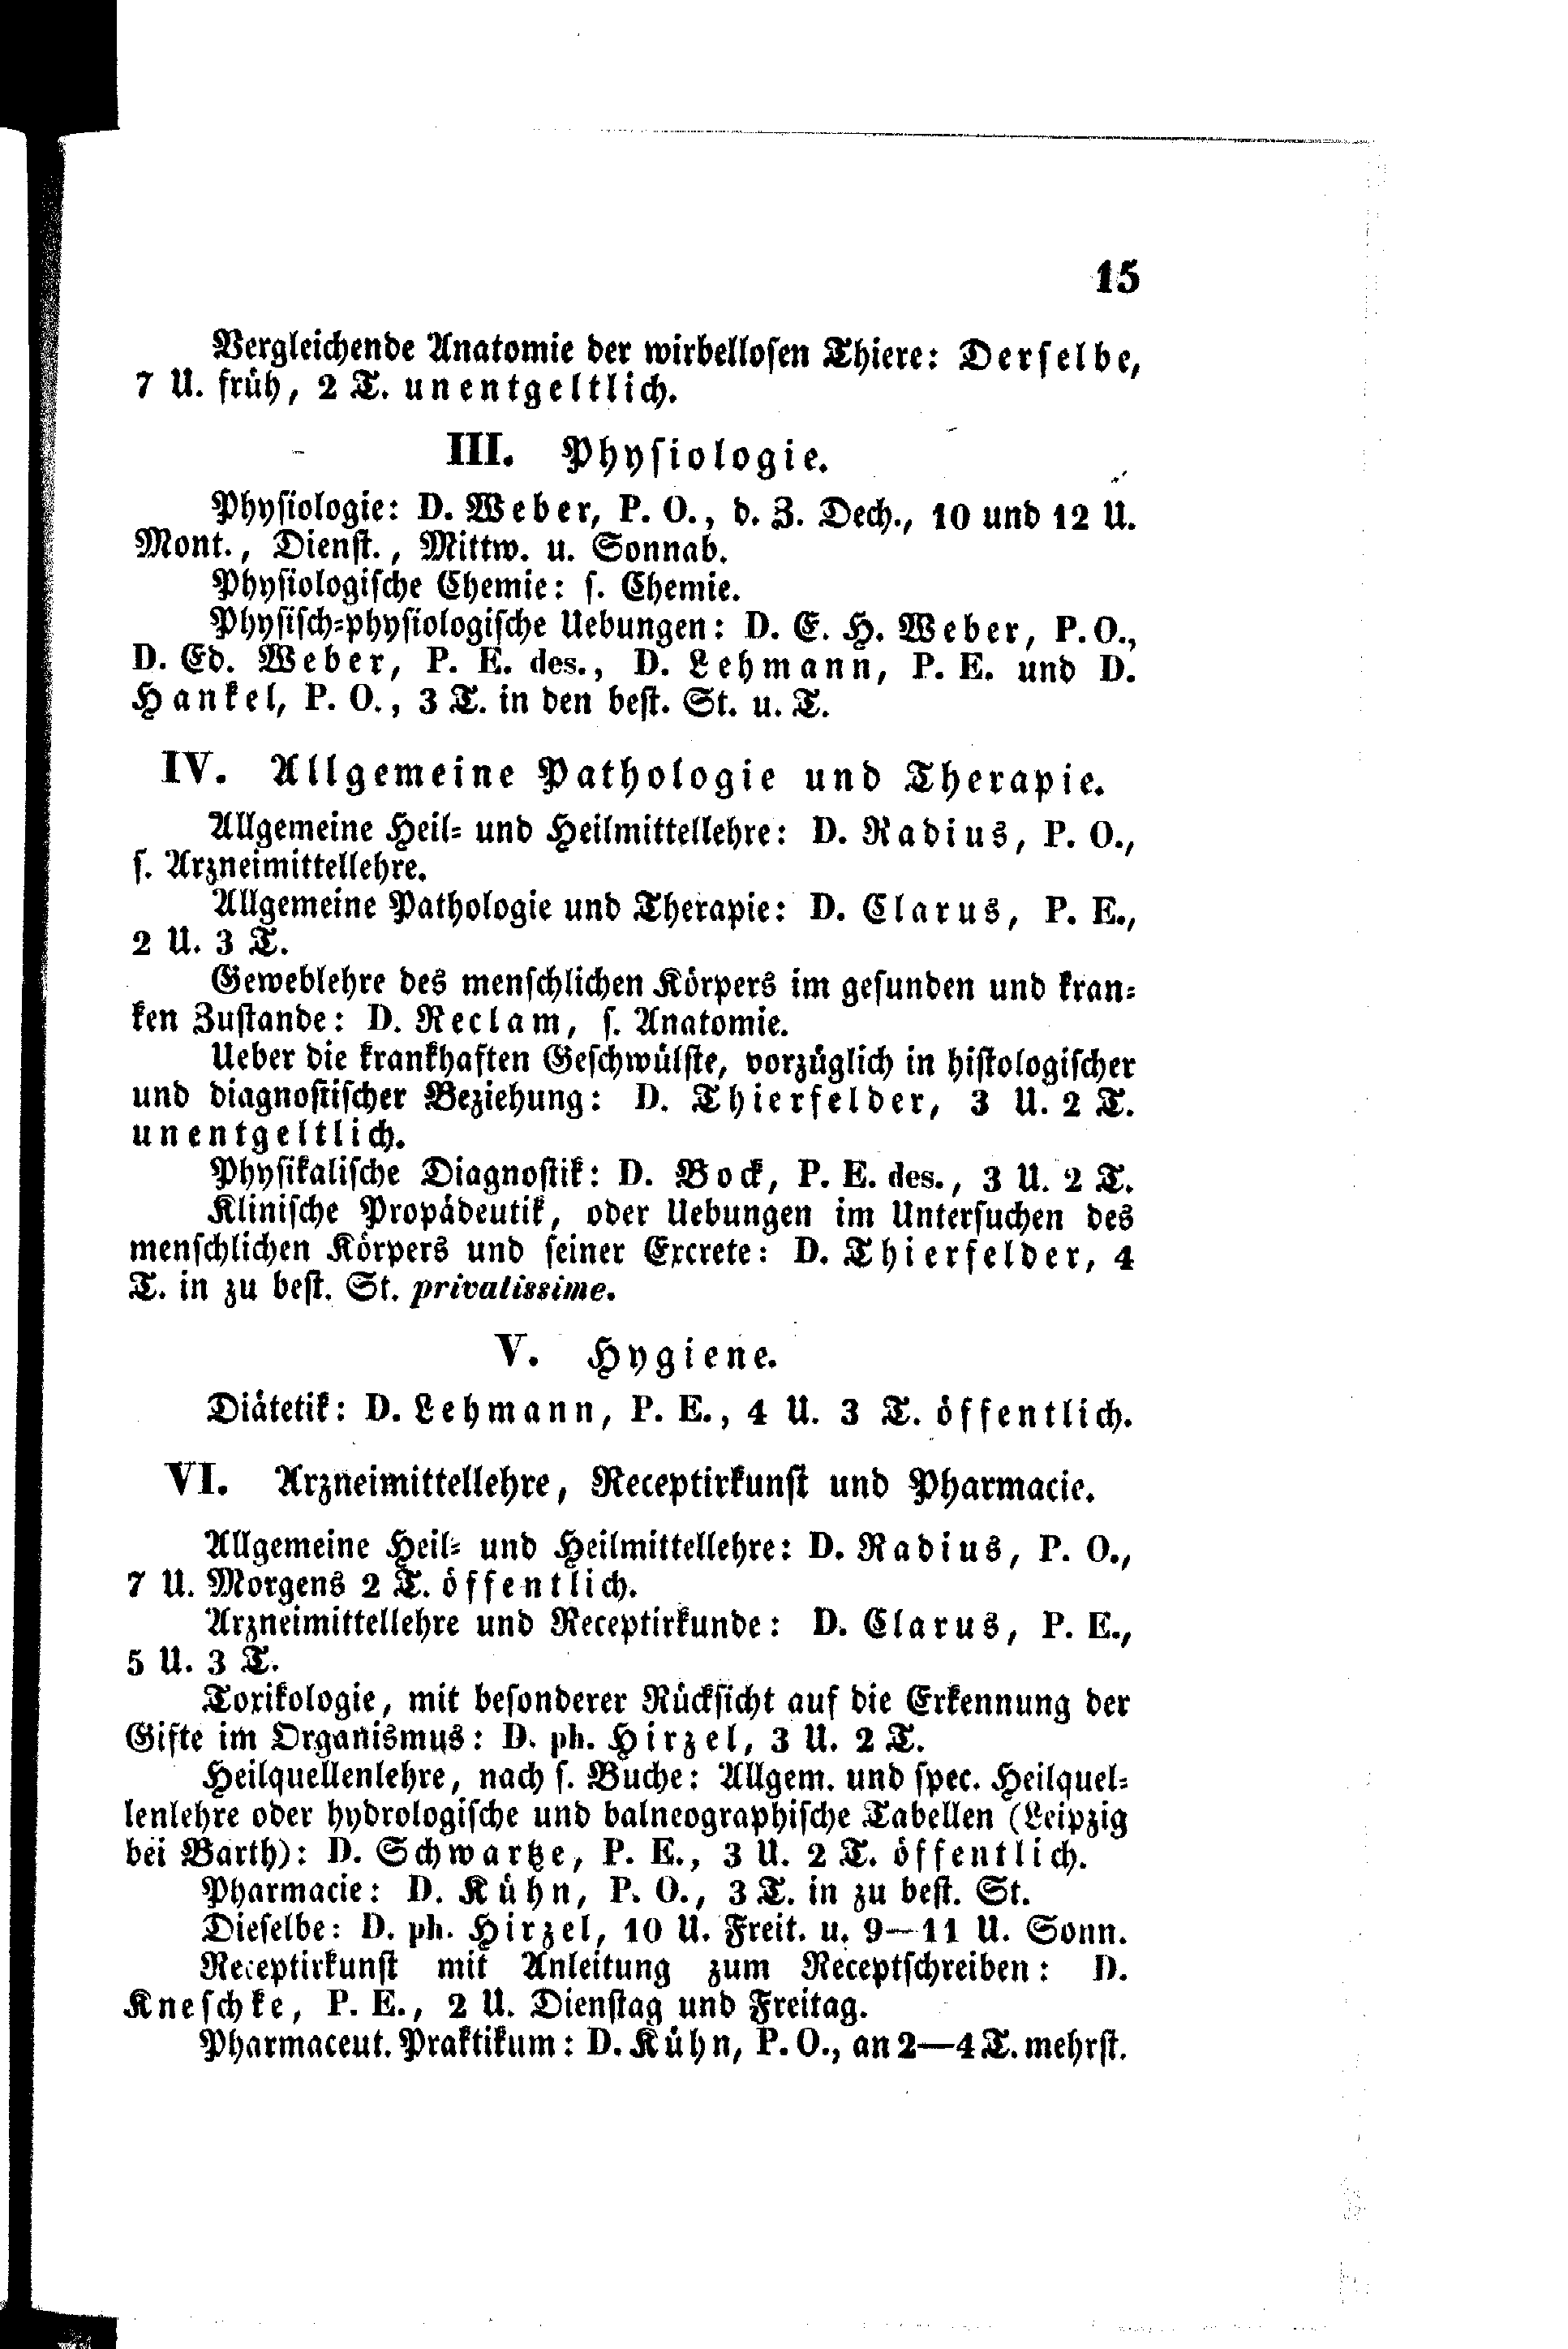 15
Vergleichende Anatomie der wirbellosen Thiere: Derselbe,
7 U. früh, 2 T. unentgeltlich.
III. Physiologie.
Physiologie: D. Weber, P. O., d. Z. Dech., 10 und 12 U.
Mont., Dienst., Mittw. u. Sonnab.
Physiologische Chemie: s. Chemie.
Physisch-physiologische Uebungen: D. E. H. Weber, P. O.,
D. Ed. Weber, P. E. des., D. Lehmann, P. E. und D.
Hankel, P. O., 3 T. in den best. St. u. T.
IV. Allgemeine Pathologie und Therapie.
Allgemeine Heil- und Heilmittellehre: D. Radius, P. O.,
s. Arzneimittellehre.
Allgemeine Pathologie und Therapie: D. Clarus, P. E.,
2 U. 3 T.
Geweblehre des menschlichen Körpers im gesunden und kran-
ken Zustande: D. Reclam, s. Anatomie.
Ueber die krankhaften Geschwülste, vorzüglich in histologischer
und diagnostischer Beziehung: D. Thierfelder, 3 U. 2 T.
unentgeltlich.
Physikalische Diagnostik: D. Bock, P. E. des., 3 U. 2 T.
Klinische Propädeutik, oder Uebungen im Untersuchen des
menschlichen Körpers und seiner Excrete: D. Thierfelder, 4
T. in zu best. St. privatissime.
V. Hygiene.
Diätetik: D. Lehmann, P. E., 4 U. 3 T. öffentlich.
VI. Arzneimittellehre, Receptirkunst und Pharmacie.
Allgemeine Heil- und Heilmittellehre: D. Radius, P. O.,
7 U. Morgens 2 T. öffentlich.
Arzneimittellehre und Receptirkunde: D. Clarus, P. E.,
5 U. 3 T.
Toxikologie, mit besonderer Rücksicht auf die Erkennung der
Gifte im Organismus: D. ph. Hirzel, 3 U. 2 T.
Heilquellenlehre, nach s. Buche: Allgem. und spec. Heilquel-
lenlehre oder hydrologische und balneographische Tabellen (Leipzig
bei Barth): D. Schwartze, P. E., 3 U. 2 T. öffentlich.
Pharmacie: D. Kühn, P. O., 3 T. in zu best. St.
Dieselbe: D. ph. Hirzel, 10 U. Freit. u. 9—11 U. Sonn.
Receptirkunst mit Anleitung zum Receptschreiben: D.
Kneschke, P. E., 2 U. Dienstag und Freitag.
Pharmaceut. Praktikum: D. Kühn, P. O., an 2—4 T. mehrst.